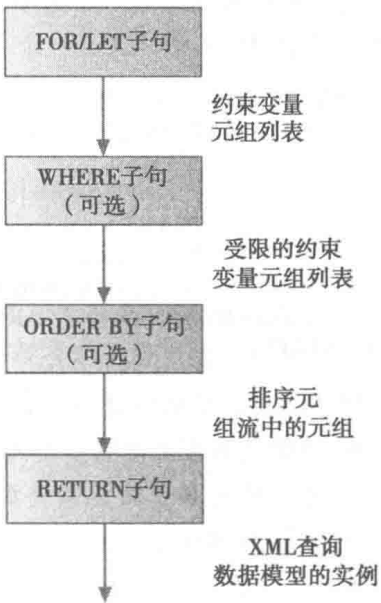 FOR/LET子句
约束变量
元组列表
WHERE子句
(可选)
受限的约束
变量元组列表
ORDER BY子句
(可选)
排序元
组流中的元组
RETURN子句
XML查询
数据模型的实例